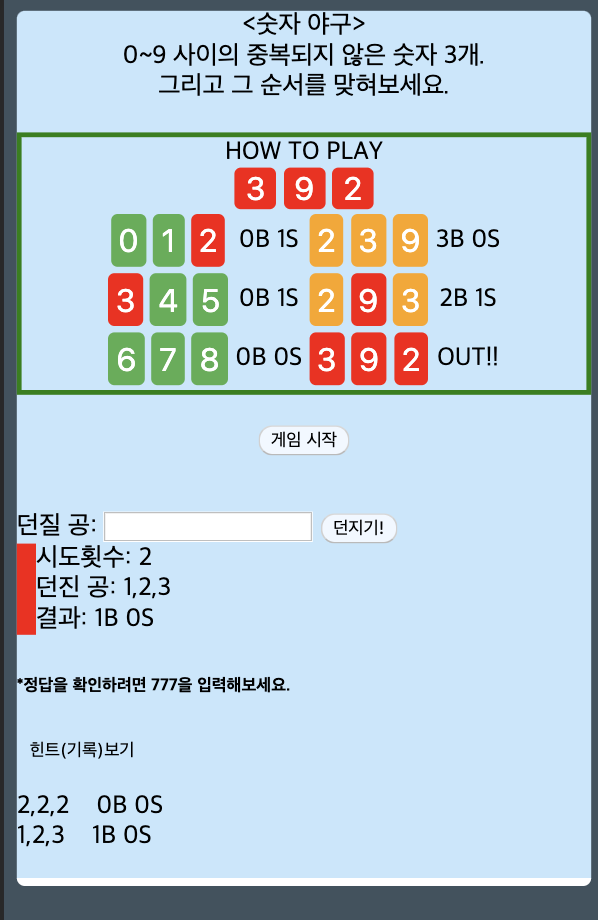 <숫자 야구>
0~9 사이의 중복되지 않은 숫자 3개.
그리고 그 순서를 맞혀보세요.
HOW TO PLAY
3 9 2
0 1 2 0B 1S 2 3 9 3B 0S
3 4 5 0B 1S 2 9 3 2B 1S
6 7 8 0B 0S 3 9 2 OUT!!
게임 시작
던질 공: 던지기!
시도횟수: 2
던진 공: 1,2,3
결과: 1B 0S
*정답을 확인하려면 777을 입력해보세요.
힌트(기록)보기
2,2,2 0B 0S
1,2,3 1B 0S